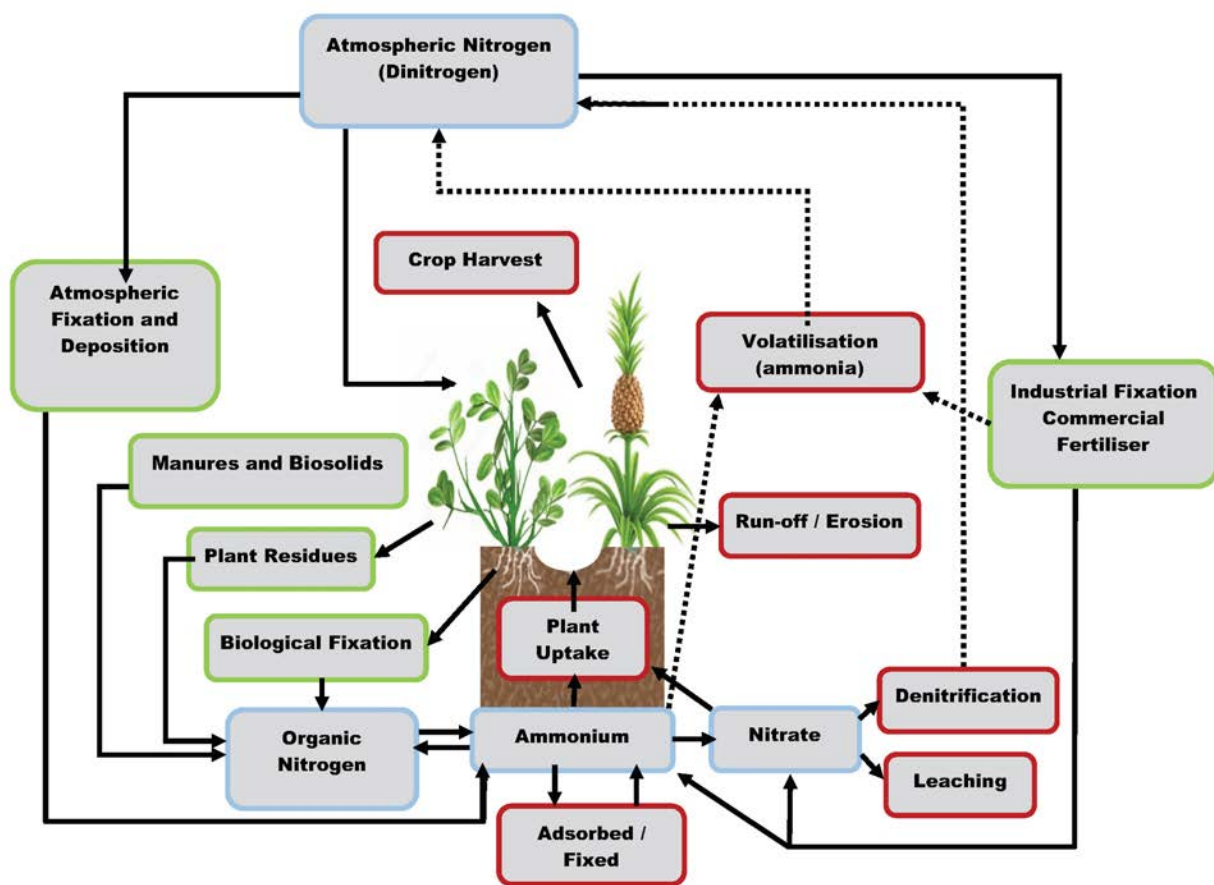 Atmospheric Nitrogen
(Dinitrogen)
Crop Harvest
Atmospheric
Fixation and
Deposition
Volatilisation
(ammonia)
Industrial Fixation
Commercial
Fertiliser
Manures and Biosolids
Run-off / Erosion
Plant Residues
Biological Fixation
Plant
Uptake
Organic
Nitrogen
Ammonium
Nitrate
Denitrification
Leaching
Adsorbed /
Fixed